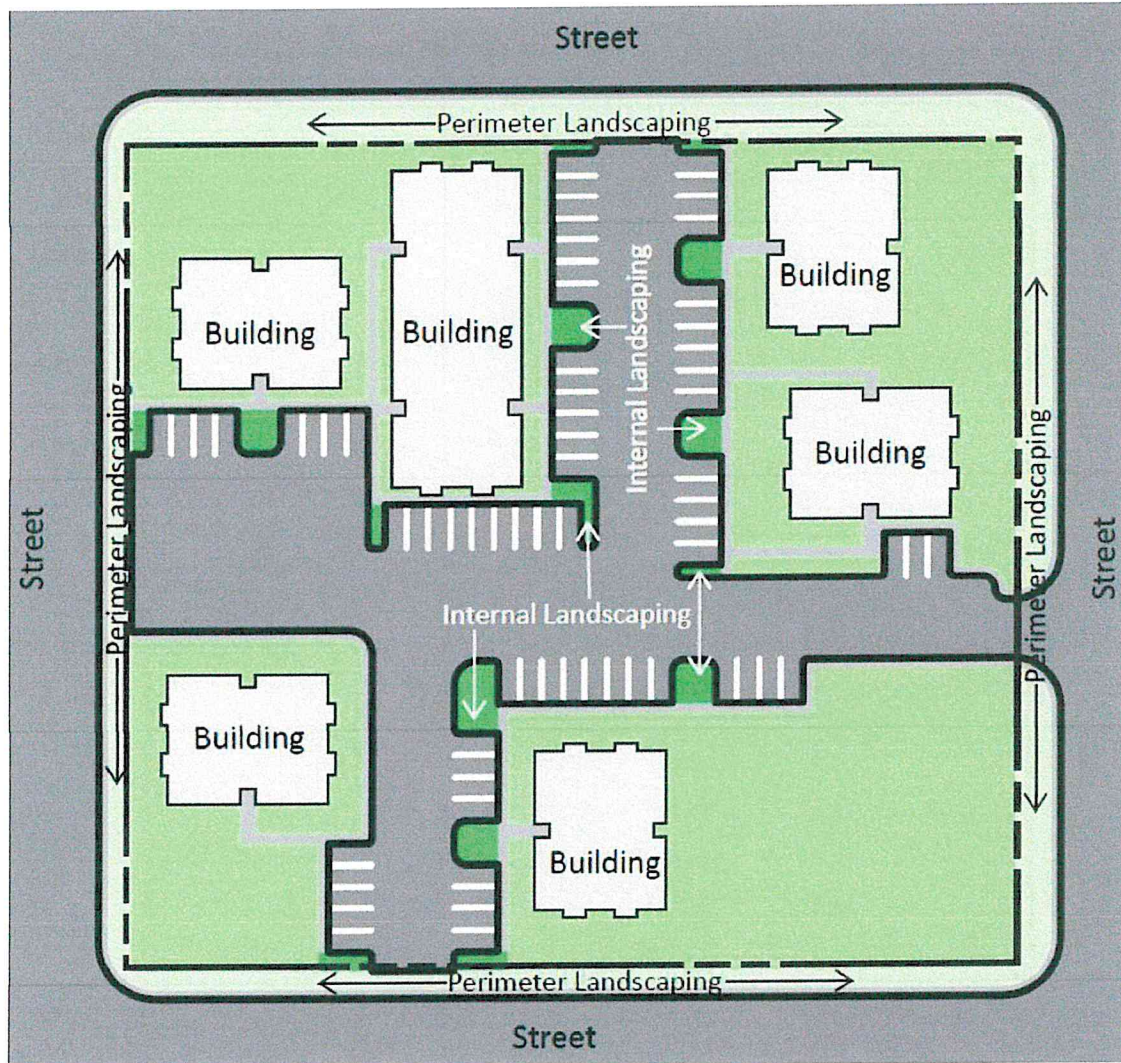 Street
Perimeter Landscaping
Building
Building
Building
Building
Internal Landscaping
Perimeter Landscaping
Perimeter Landscaping
Street
Street
Internal Landscaping
Building
Building
Perimeter Landscaping
Street